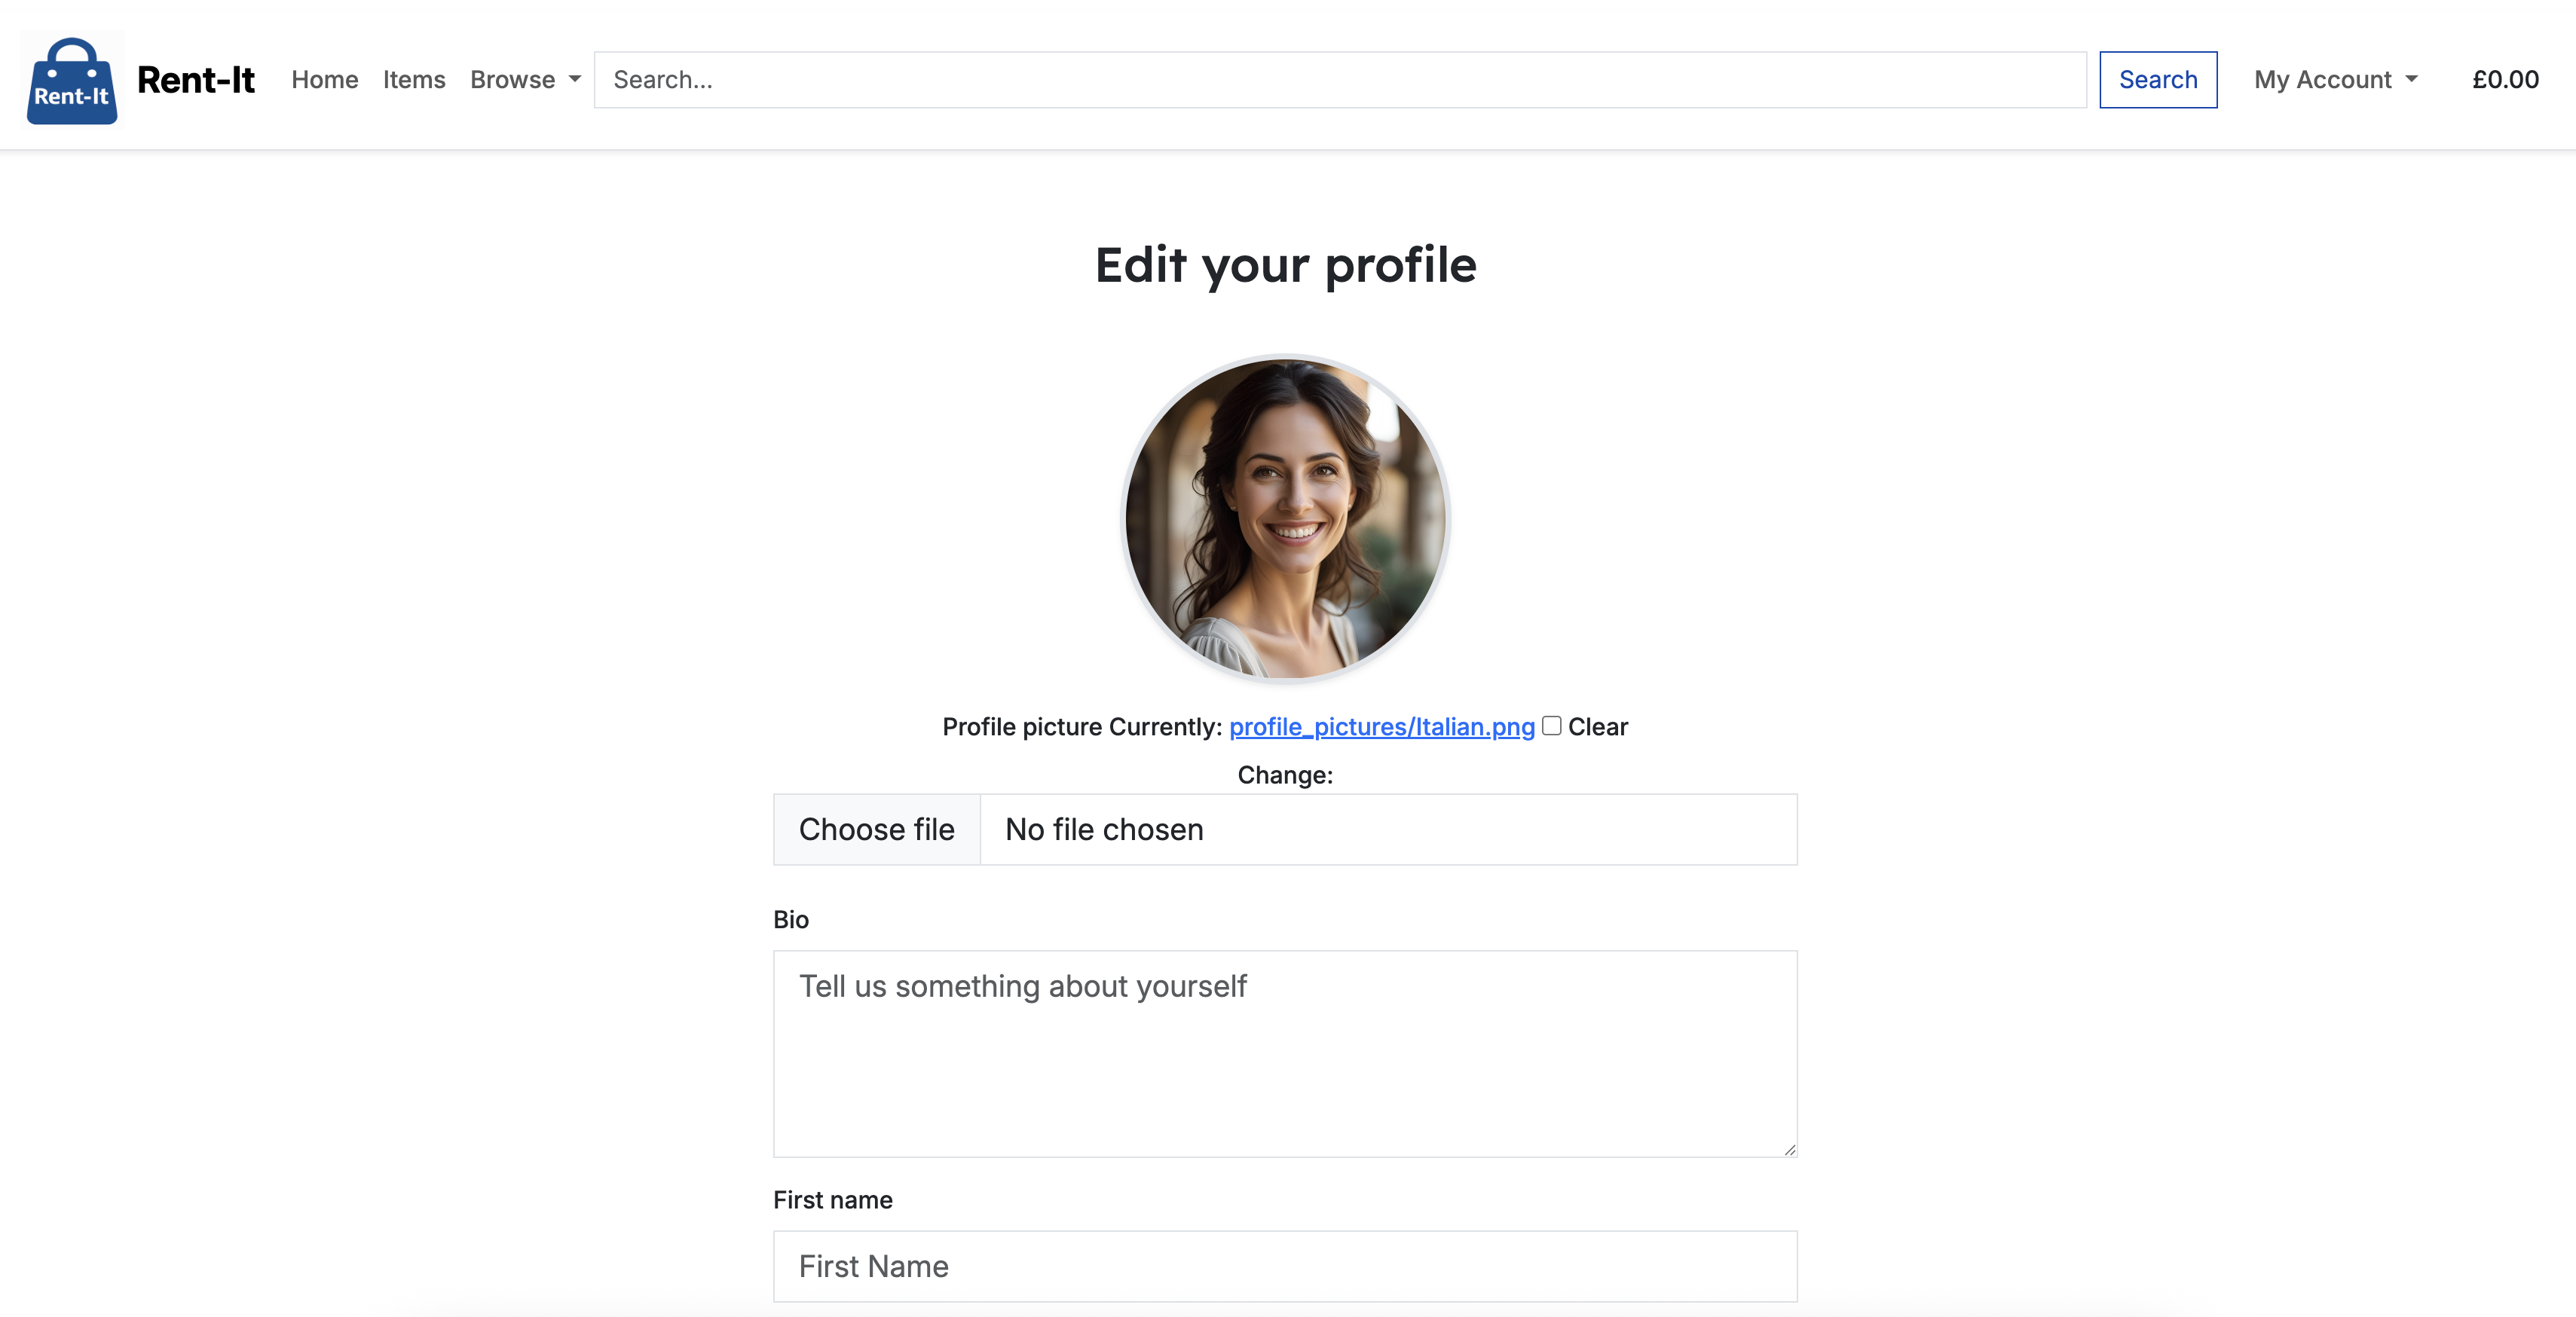 Rent-It
Rent-It Home Items Browse Search... Search My Account £0.00
Edit your profile
Profile picture Currently: profile_pictures/Italian.png Clear
Change:
Choose file No file chosen
Bio
Tell us something about yourself
First name
First Name